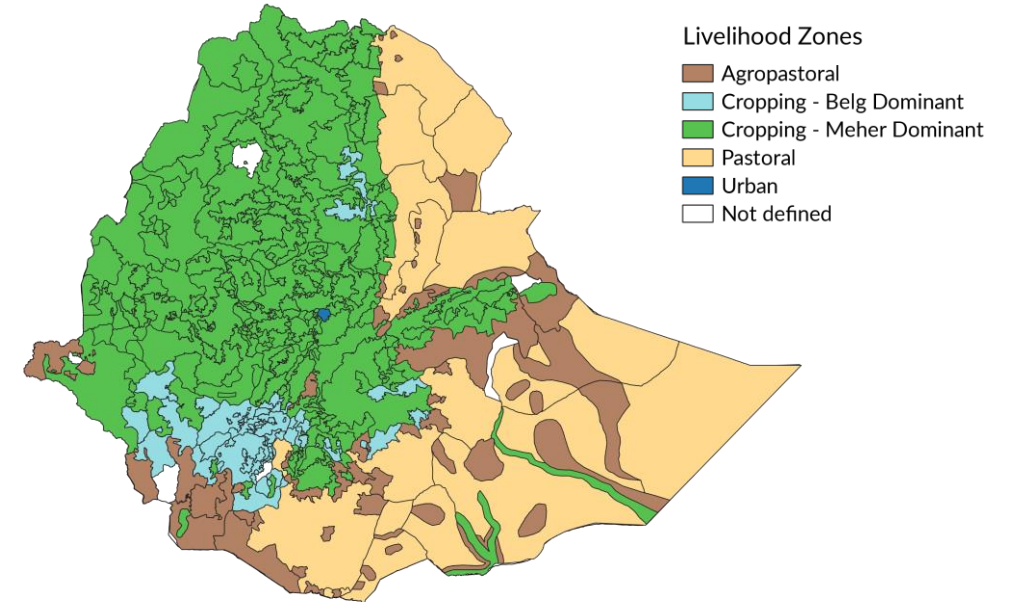 Livelihood Zones
Agropastoral
Cropping - Belg Dominant
Cropping - Meher Dominant
Pastoral
Urban
Not defined